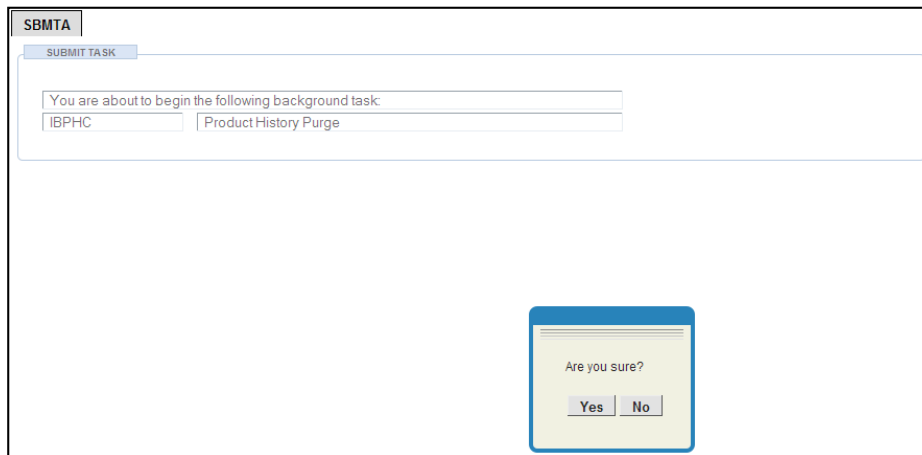 SBMTA
SUBMIT TASK
You are about to begin the following background task:
IBPHC Product History Purge
Are you sure?
Yes No